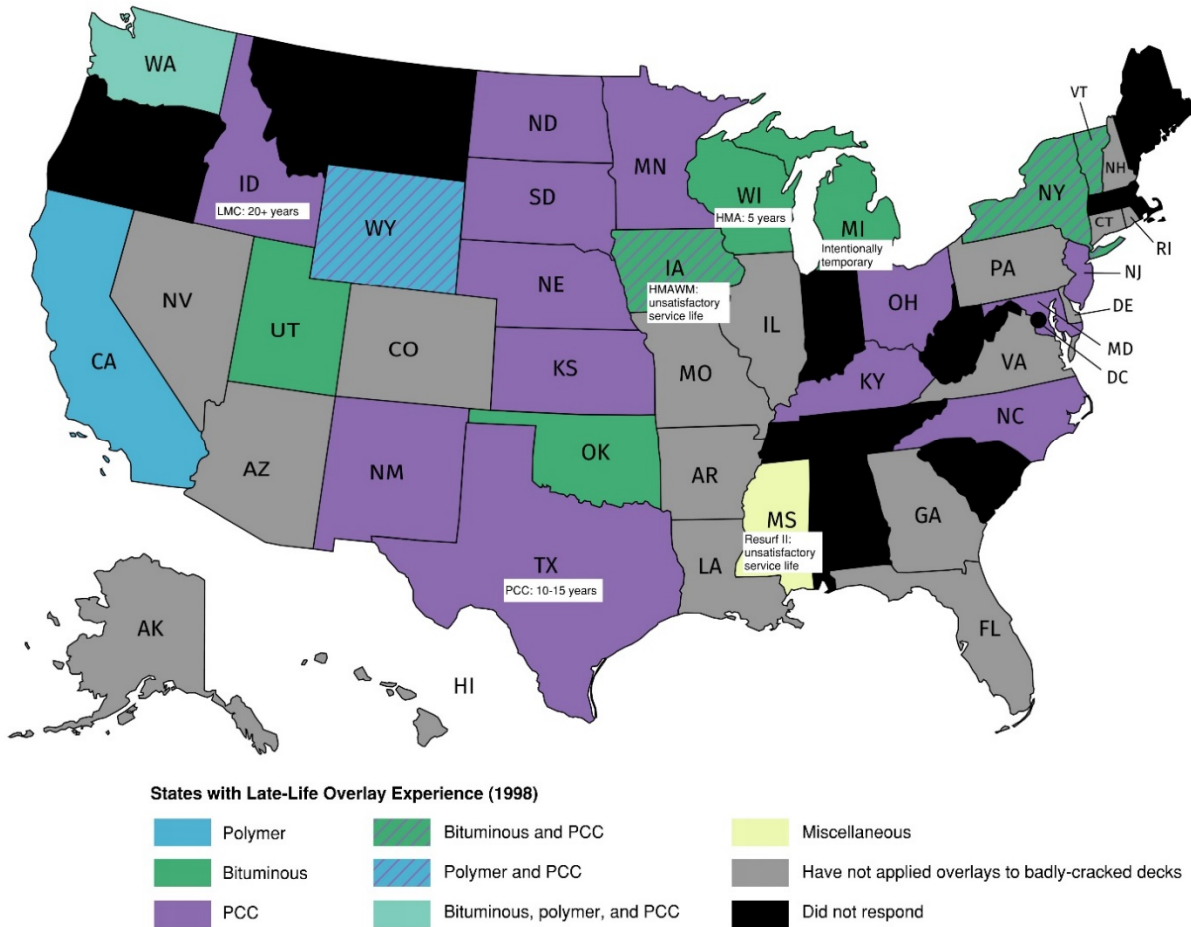 WA
VT
ND
MN
NH
ID
LMC: 20+ years
SD
WI
HMA: 5 years
NY
MI
Intentionally
temporary
WY
CT
RI
IA
HMAWM:
unsatisfactory
service life
PA
NJ
NE
OH
NV
IL
DE
UT
CO
MD
CA
KS
MO
KY
VA
DC
NC
OK
AZ
NM
AR
MS
Resurf II:
unsatisfactory
service life
GA
LA
TX
PCC: 10-15 years
AK
FL
HI
States with Late-Life Overlay Experience (1998)
Polymer
Bituminous and PCC
Miscellaneous
Bituminous
Polymer and PCC
Have not applied overlays to badly-cracked decks
PCC
Bituminous, polymer, and PCC
Did not respond